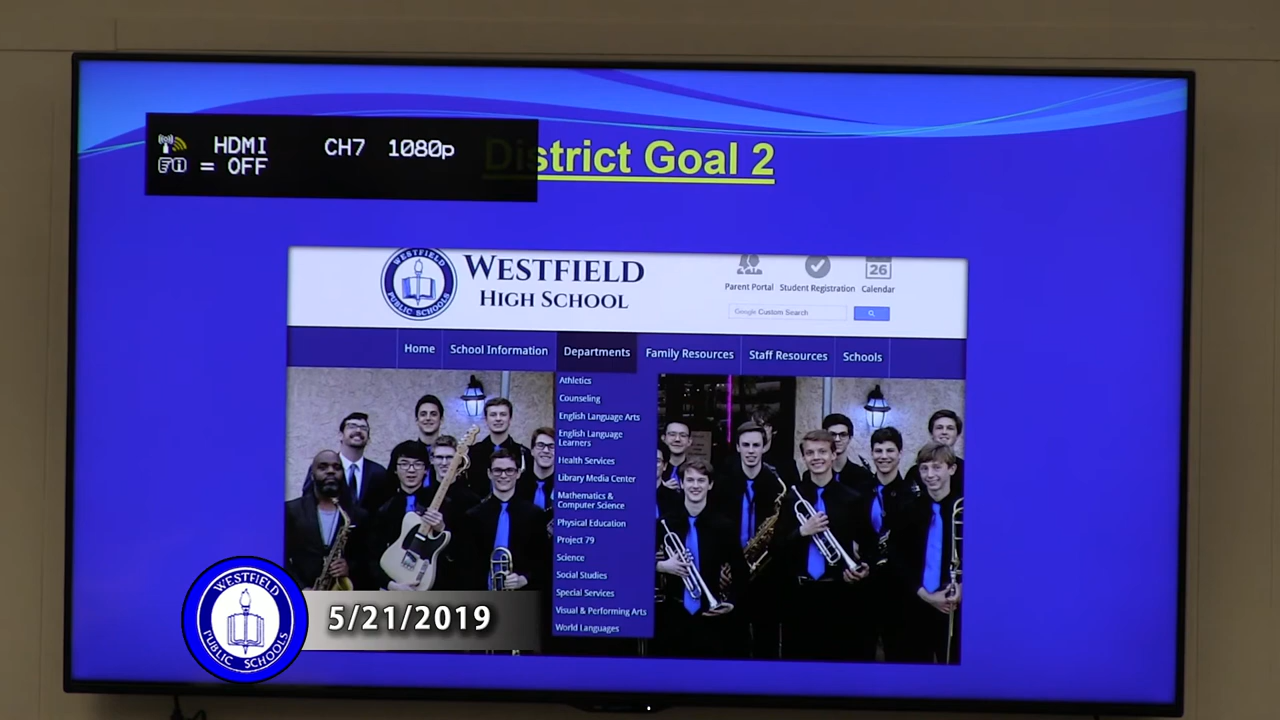 HDMI CH7 1080p
= OFF
District Goal 2
WESTFIELD
PUBLIC SCHOOLS
WESTFIELD
HIGH SCHOOL
26
Parent Portal Student Registration Calendar
Google Custom Search
Home School Information Departments Family Resources Staff Resources Schools
Athletics
Counseling
English Language Arts
English Language
Learners
Health Services
Library Media Center
Mathematics &
Computer Science
Physical Education
Project 79
Science
Social Studies
Special Services
Visual & Performing Arts
World Languages
WESTFIELD
PUBLIC SCHOOLS
5/21/2019